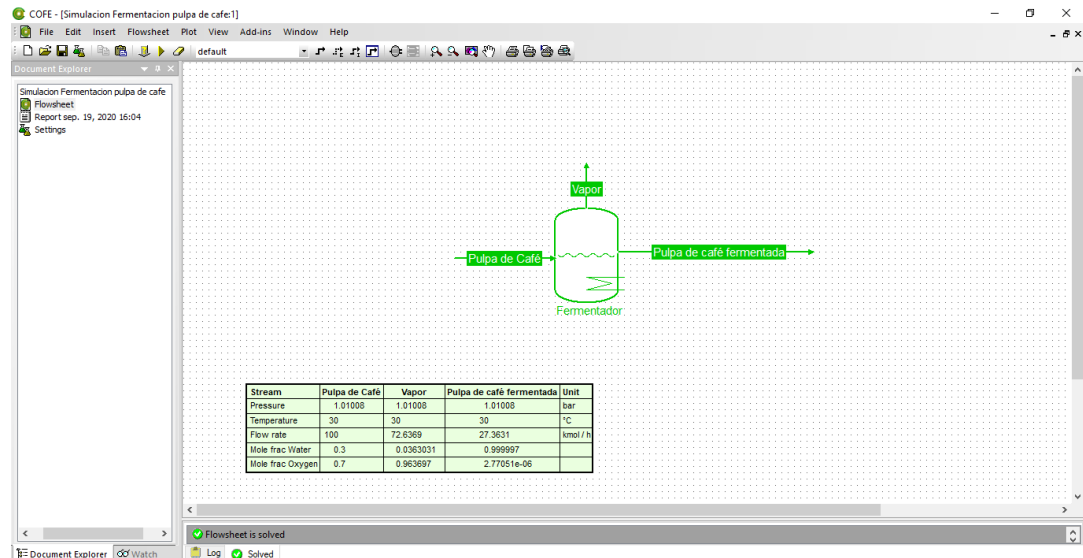 COFE - [Simulacion Fermentacion pulpa de cafe:1]
File Edit Insert Flowsheet Plot View Add-ins Window Help
default
Document Explorer
Simulacion Fermentacion pulpa de cafe
Flowsheet
Report sep. 19, 2020 16:04
Settings
Vapor
Pulpa de Café
Pulpa de café fermentada
Fermentador
Stream Pulpa de Café Vapor Pulpa de café fermentada Unit
Pressure 1.01008 1.01008 1.01008 bar
Temperature 30 30 30 °C
Flow rate 100 72.6369 27.3631 kmol / h
Mole frac Water 0.3 0.0363031 0.999997
Mole frac Oxygen 0.7 0.963697 2.77051e-06
Flowsheet is solved
Document Explorer Watch
Log Solved